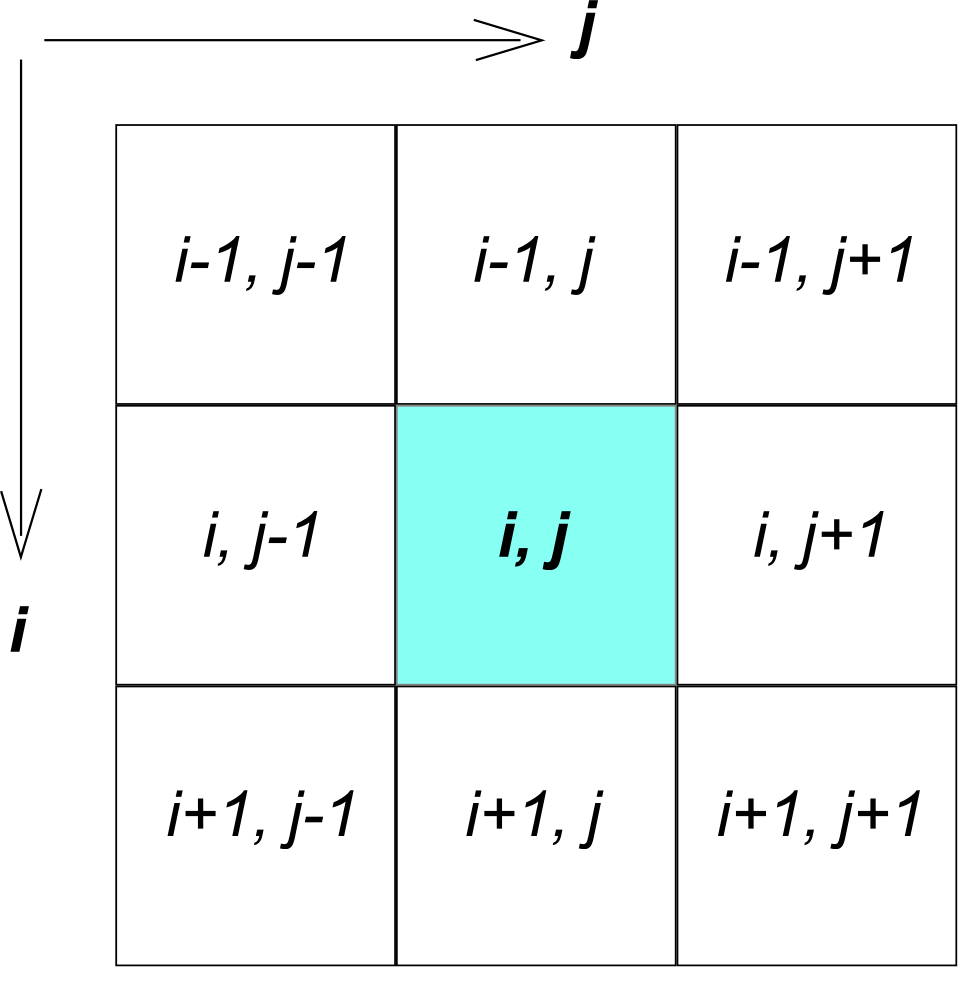 j
i-1, j-1 i-1, j i-1, j+1
i, j-1 i, j i, j+1
i
i+1, j-1 i+1, j i+1, j+1